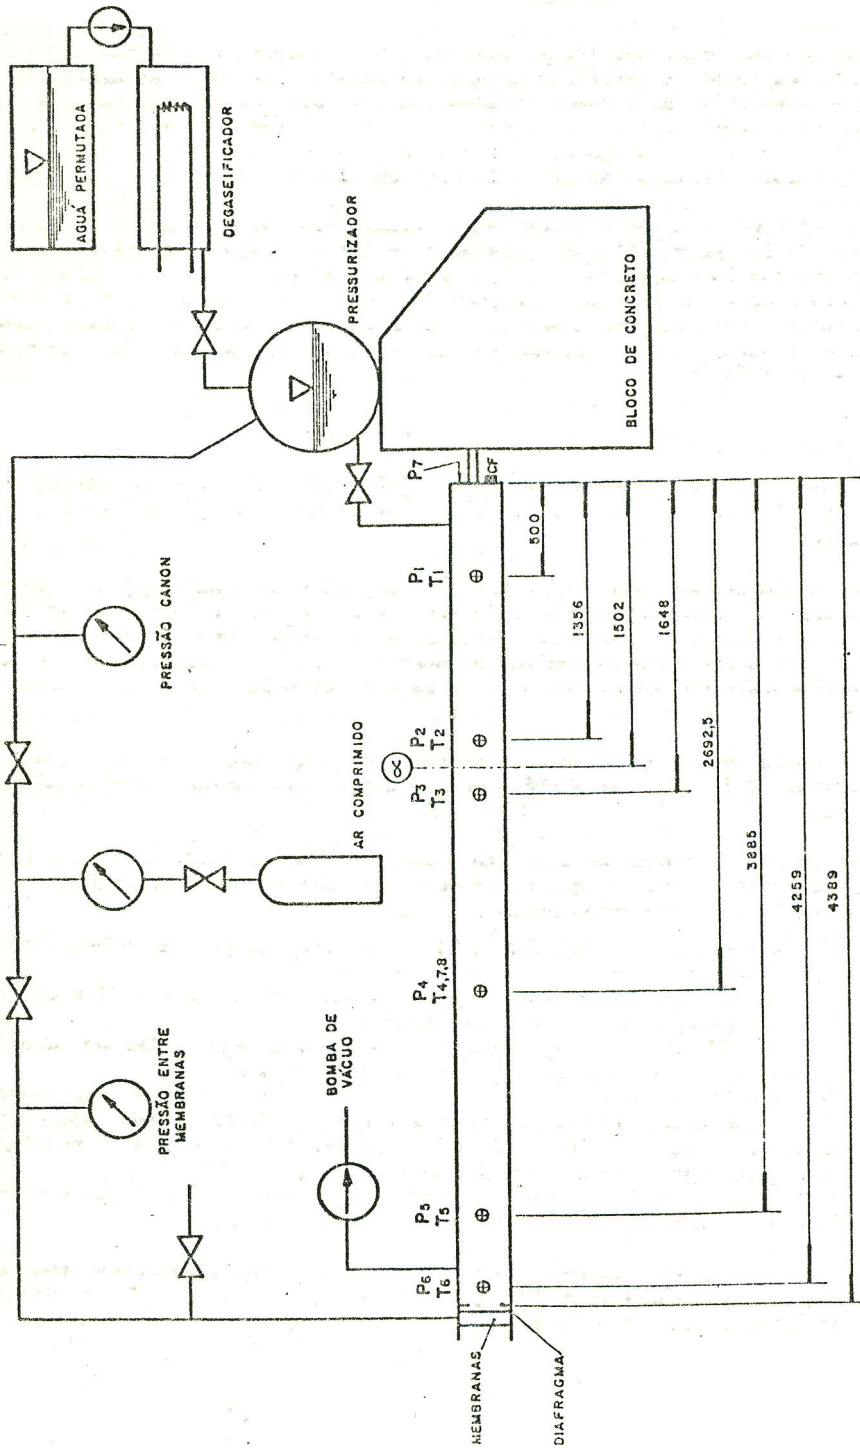 AGUÁ PERMUTADA
DEGASEIFICADOR
PRESSURIZADOR
BLOCO DE CONCRETO
PRESSÃO CANON
AR COMPRIMIDO
PRESSÃO ENTRE
MEMBRANAS
BOMBA DE
VÁCUO
P7
CF
P1
T1
P2
T2
α
P3
T3
P4
T4,7,8
P5
T5
P6
T6
MEMBRANAS
DIAFRAGMA
500
1356
1502
1648
2692,5
3885
4259
4389